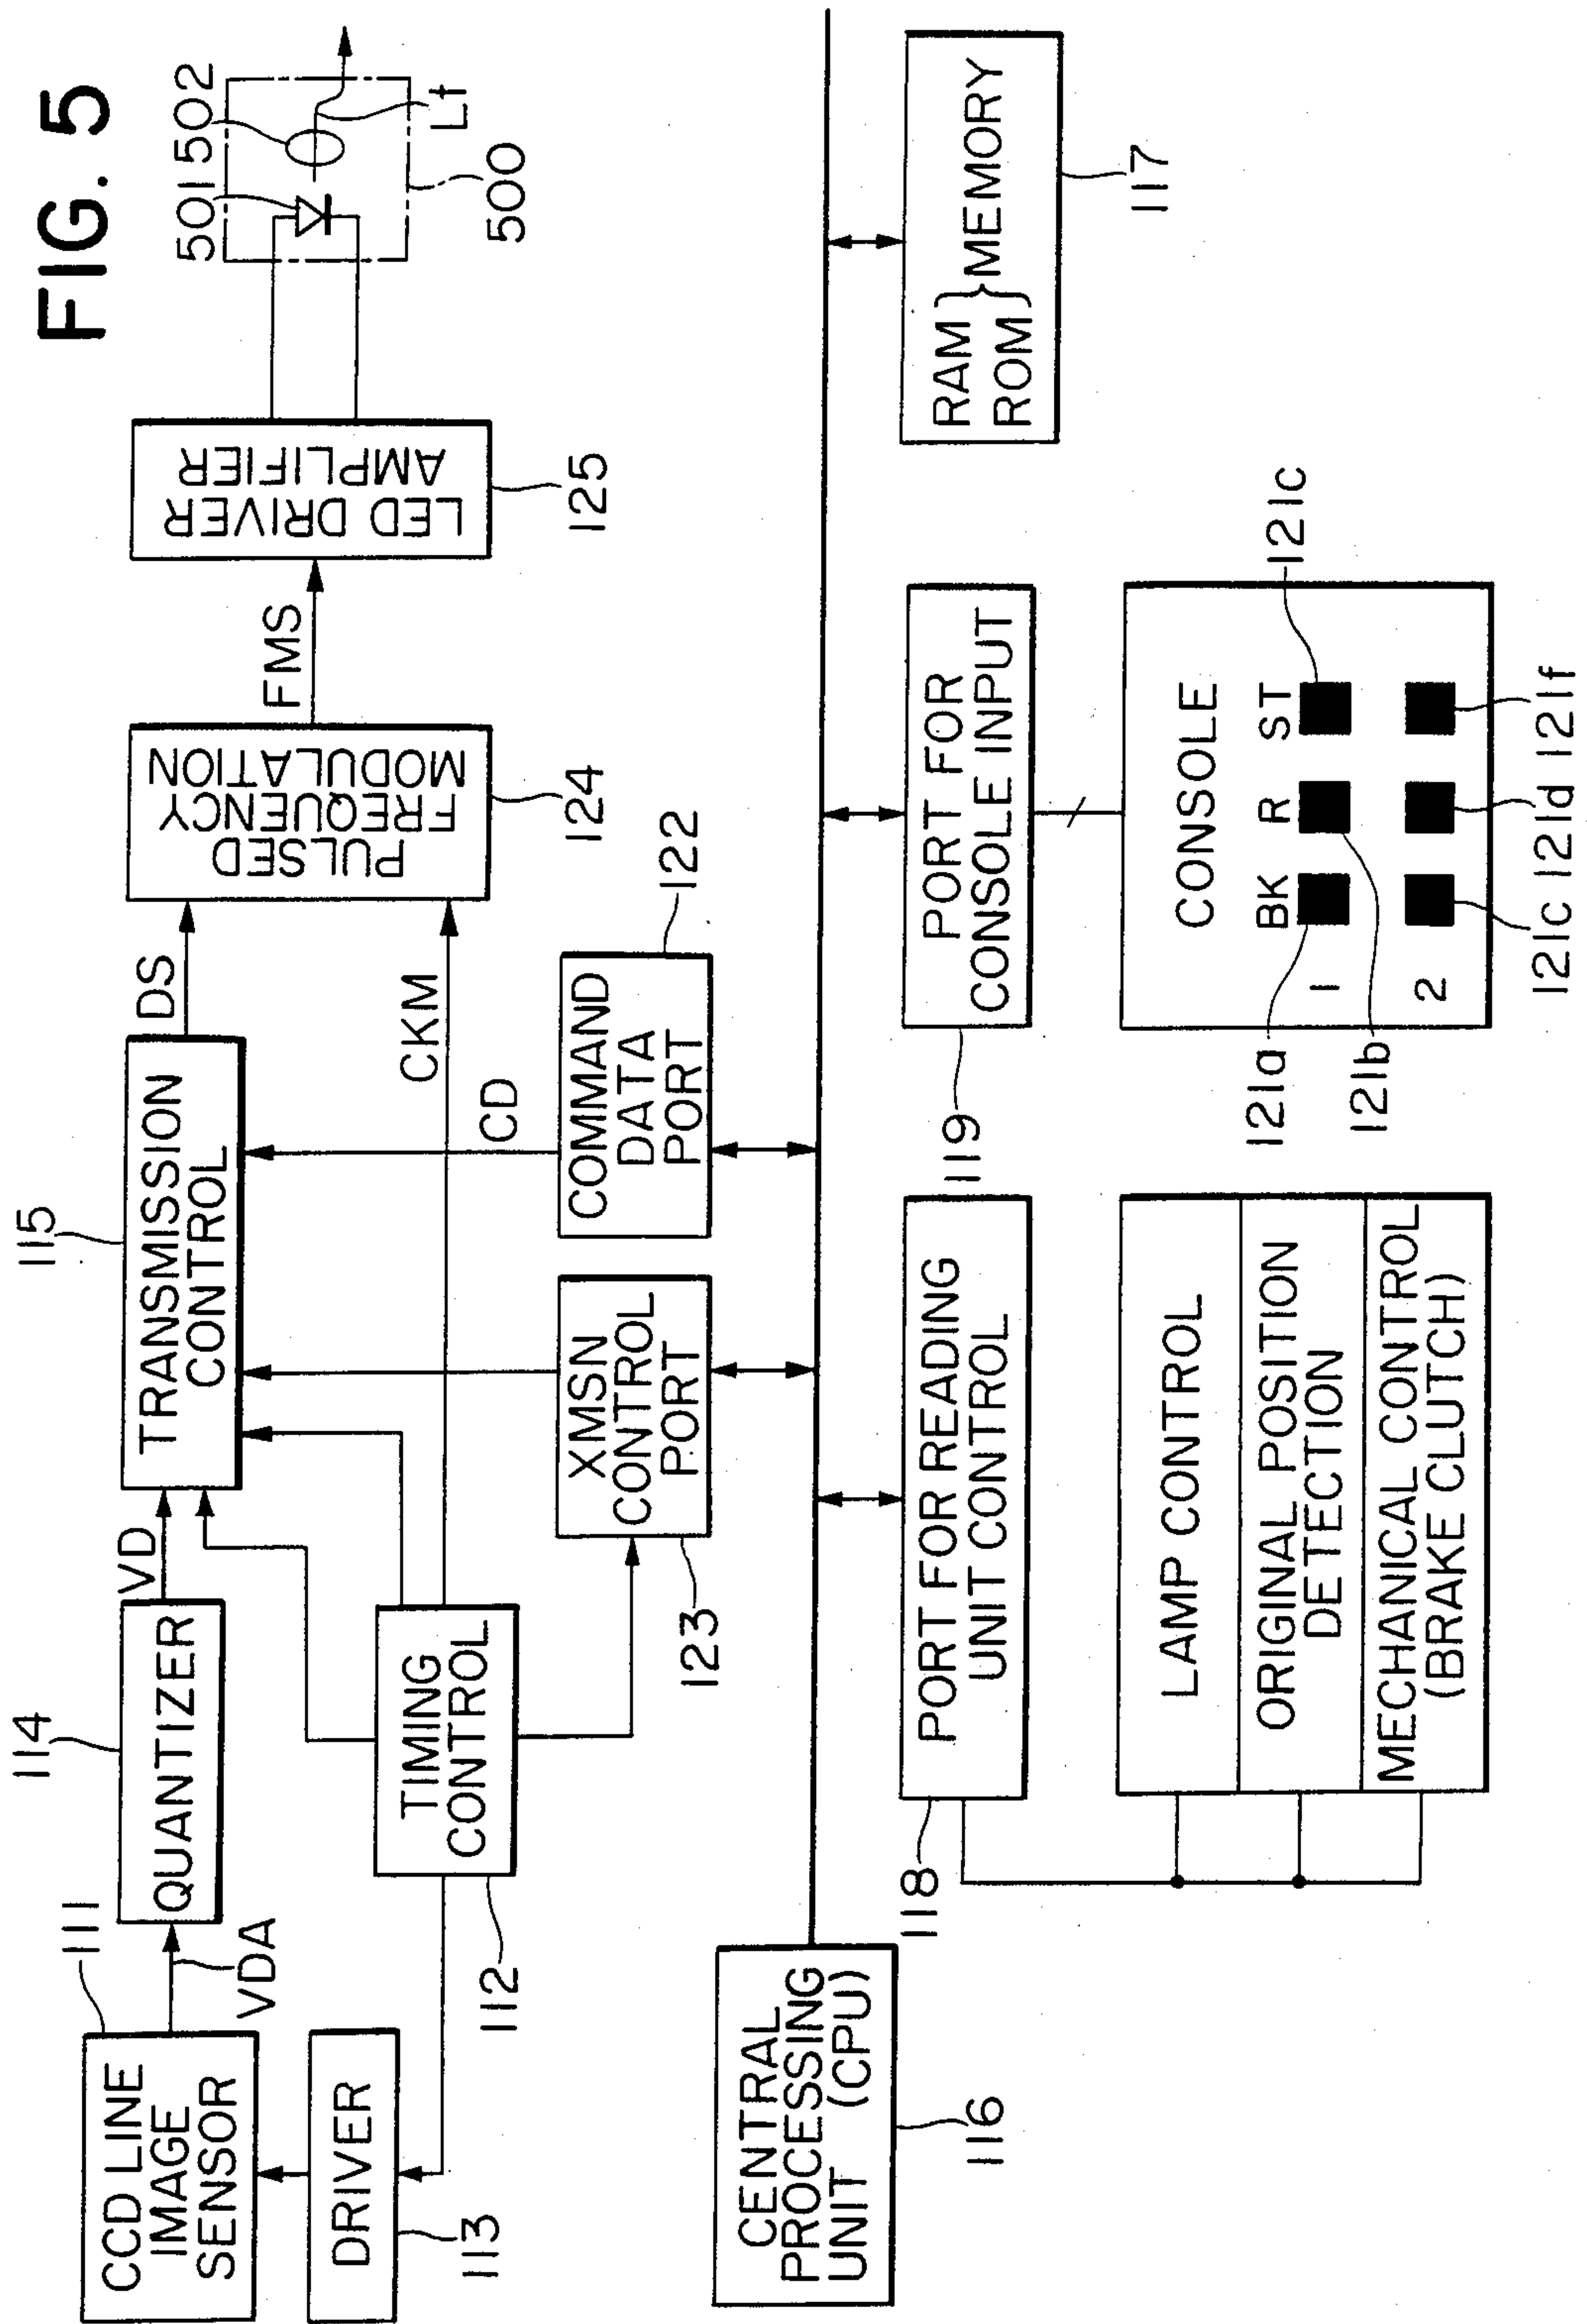 FIG. 5
CCD LINE
IMAGE
SENSOR
111
VDA
DRIVER
113
114
QUANTIZER
VD
TIMING
CONTROL
112
115
TRANSMISSION
CONTROL
DS
CKM
CD
XMSN
CONTROL
PORT
123
COMMAND
DATA
PORT
122
PULSED
FREQUENCY
MODULATION
124
FMS
LED DRIVER
AMPLIFIER
125
501
502
Lt
500
CENTRAL
PROCESSING
UNIT (CPU)
116
118
PORT FOR READING
UNIT CONTROL
LAMP CONTROL
ORIGINAL POSITION
DETECTION
MECHANICAL CONTROL
(BRAKE CLUTCH)
119
PORT FOR
CONSOLE INPUT
CONSOLE
BK R ST
1
2
121a
121b
121c
121c
121d
121f
RAM
ROM
} MEMORY
117